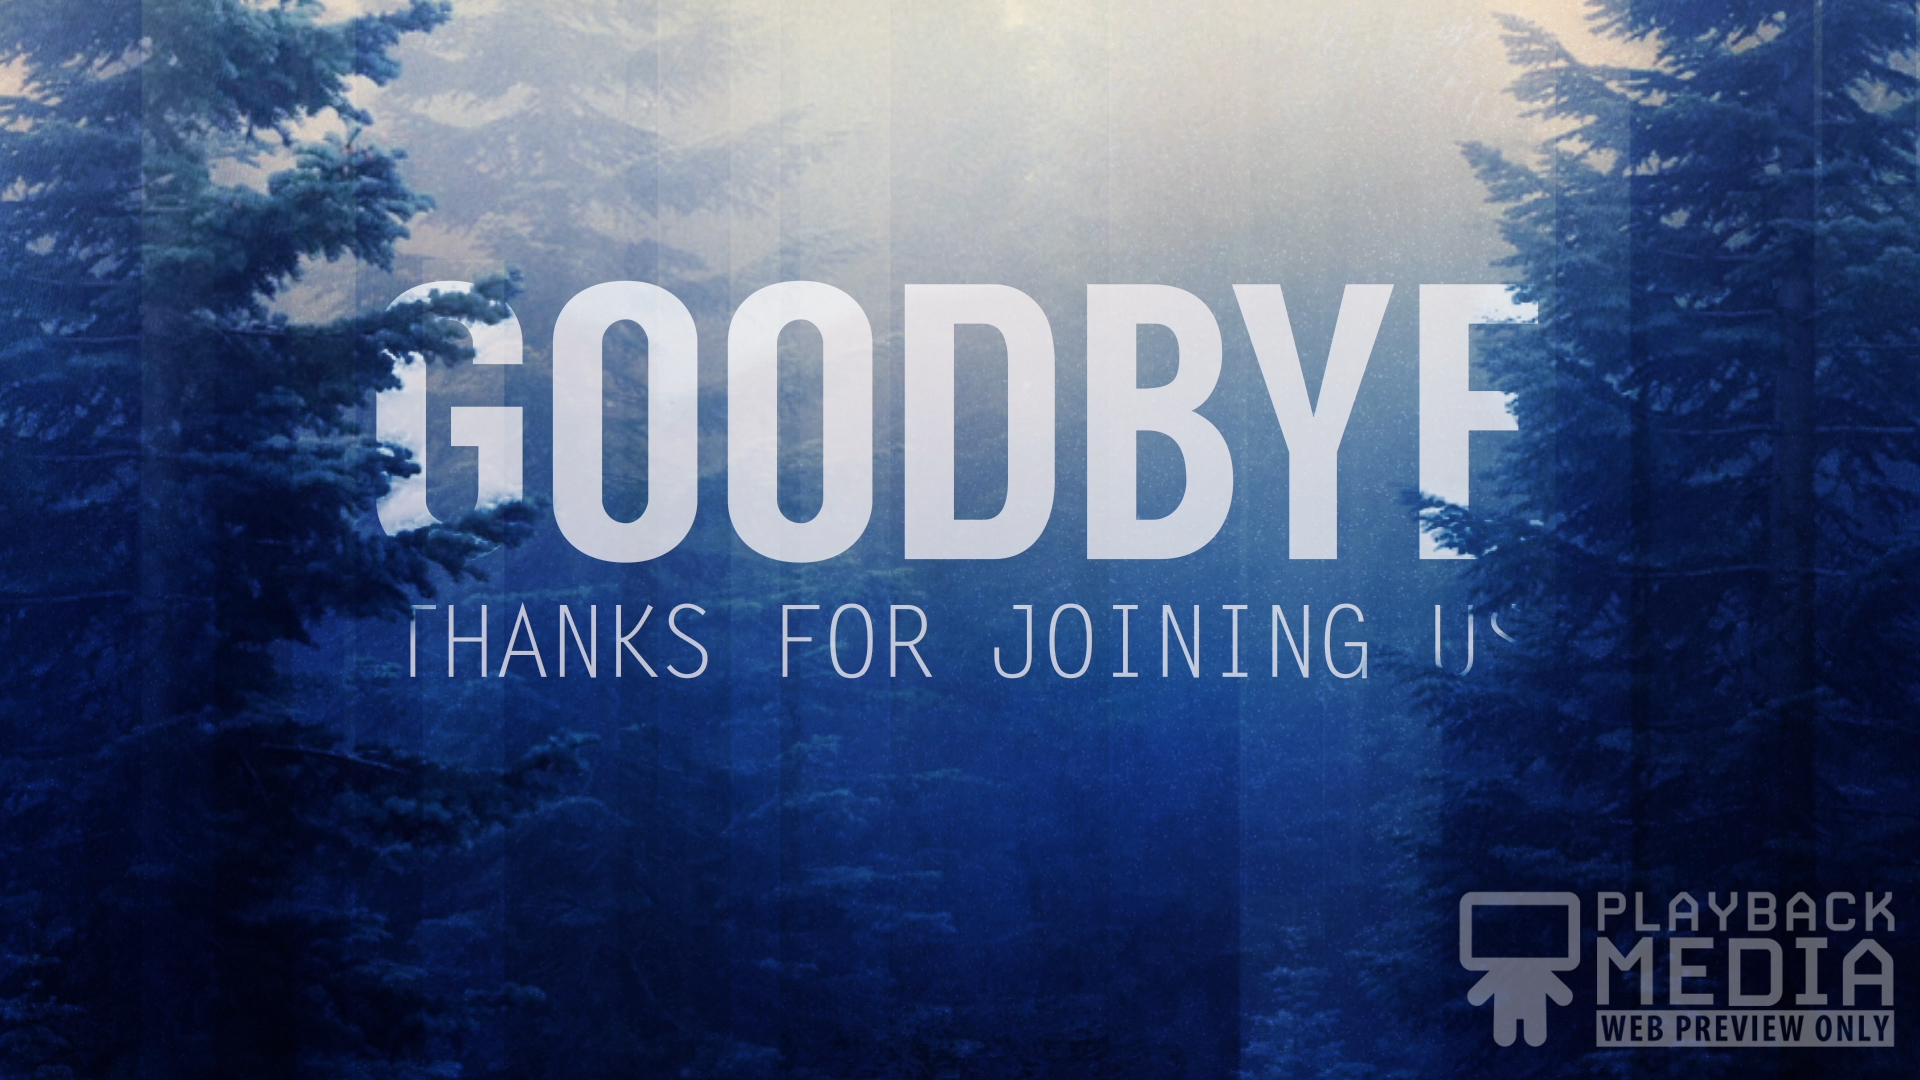 GOODBYE
THANKS FOR JOINING US
PLAYBACK
MEDIA
WEB PREVIEW ONLY